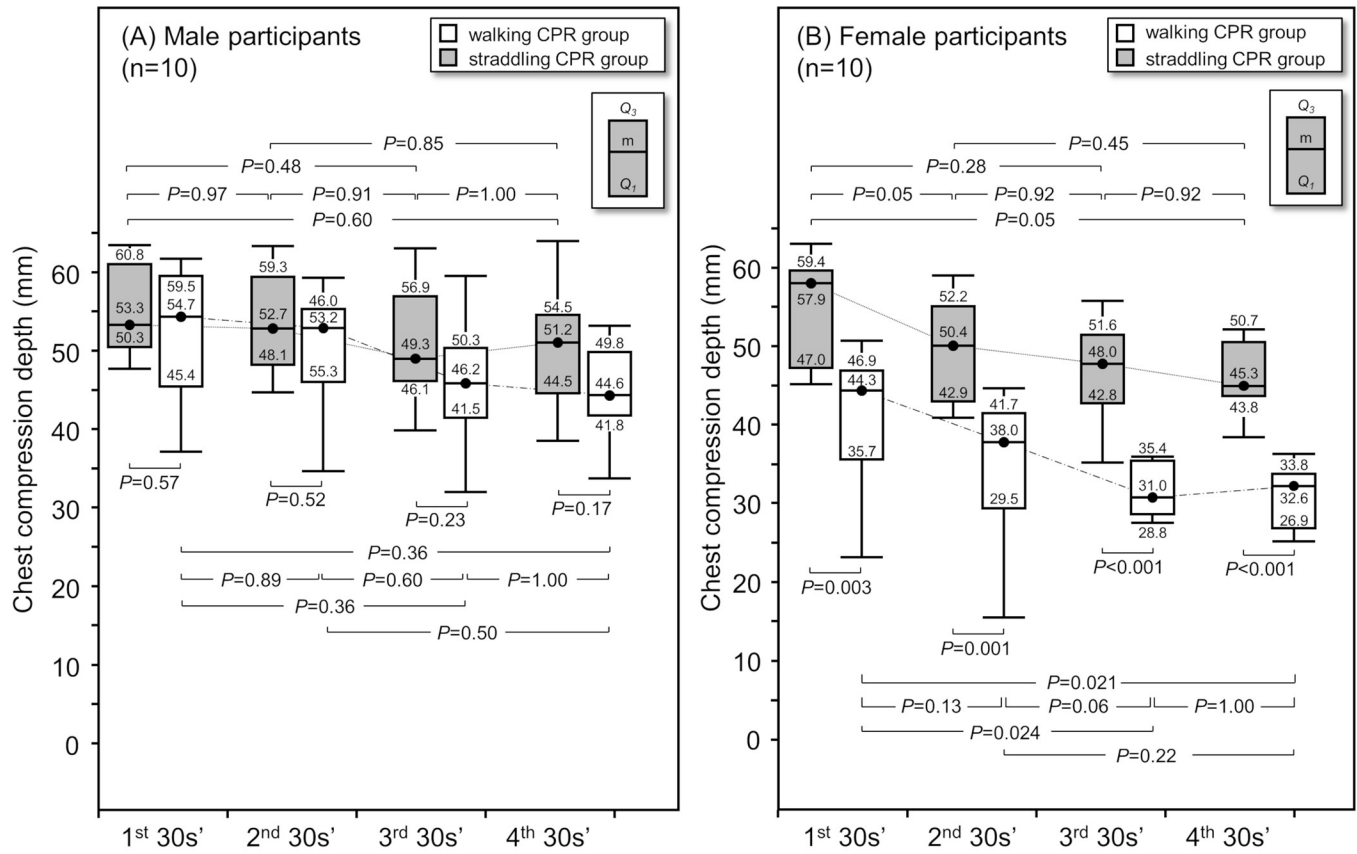 (A) Male participants
(n=10)
walking CPR group
straddling CPR group
Q3
m
Q1
P=0.85
P=0.48
P=0.97
P=0.91
P=1.00
P=0.60
Chest compression depth (mm)
60
50
40
30
20
10
0
60.8
53.3
50.3
59.5
54.7
45.4
59.3
52.7
48.1
46.0
53.2
55.3
56.9
49.3
46.1
50.3
46.2
41.5
54.5
51.2
44.5
49.8
44.6
41.8
P=0.57
P=0.52
P=0.23
P=0.17
P=0.36
P=0.89
P=0.60
P=1.00
P=0.36
P=0.50
1st 30s’
2nd 30s’
3rd 30s’
4th 30s’
(B) Female participants
(n=10)
walking CPR group
straddling CPR group
Q3
m
Q1
P=0.45
P=0.28
P=0.05
P=0.92
P=0.92
P=0.05
Chest compression depth (mm)
60
50
40
30
20
10
0
59.4
57.9
47.0
46.9
44.3
35.7
52.2
50.4
42.9
41.7
38.0
29.5
51.6
48.0
42.8
35.4
31.0
28.8
50.7
45.3
43.8
33.8
32.6
26.9
P=0.003
P=0.001
P<0.001
P<0.001
P=0.021
P=0.13
P=0.06
P=1.00
P=0.024
P=0.22
1st 30s’
2nd 30s’
3rd 30s’
4th 30s’